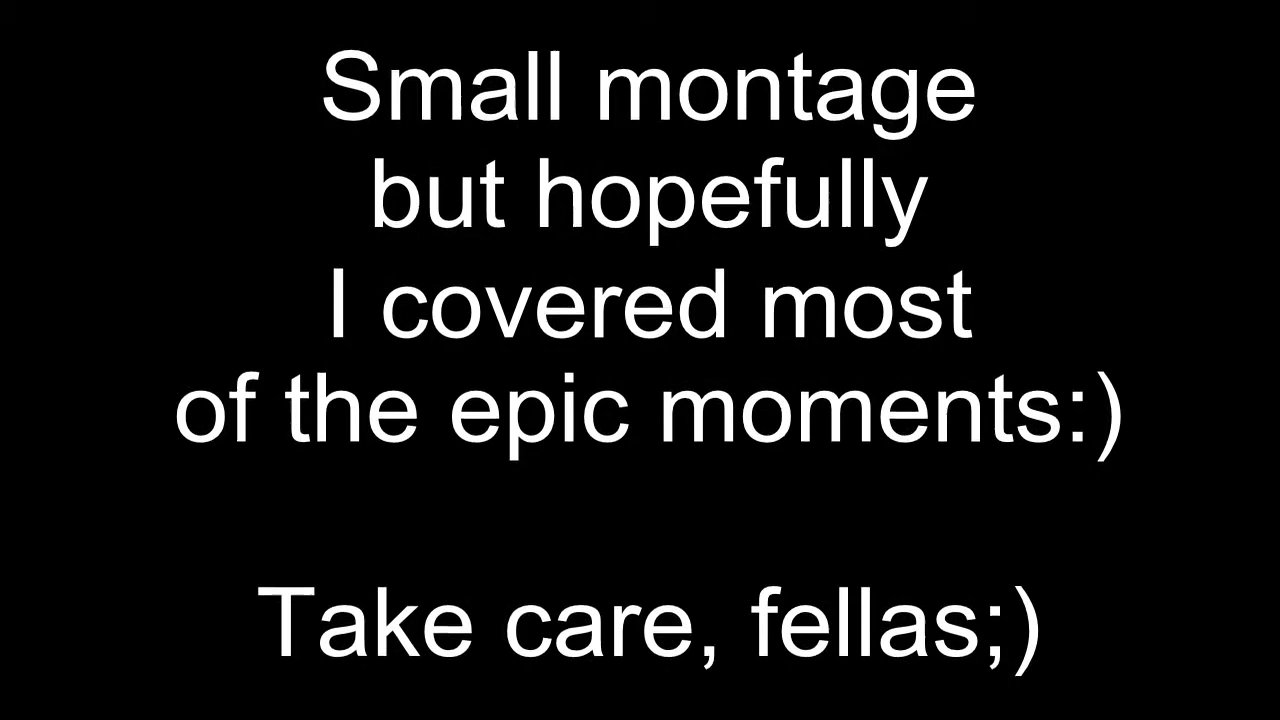 Small montage
but hopefully
I covered most
of the epic moments:)
Take care, fellas;)